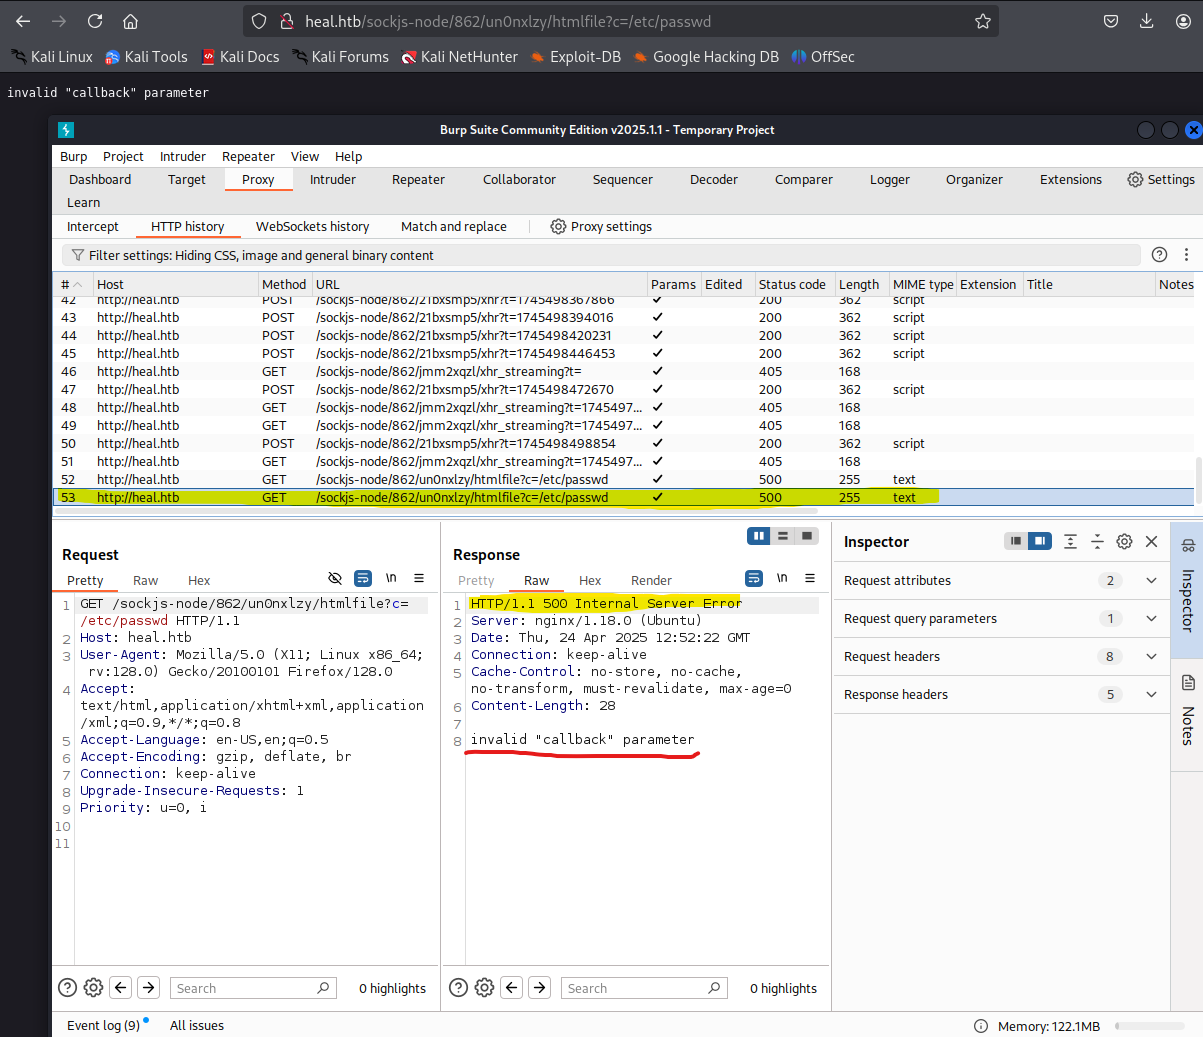 heal.htb/sockjs-node/862/un0nxlzy/htmlfile?c=/etc/passwd
Kali Linux Kali Tools Kali Docs Kali Forums Kali NetHunter Exploit-DB Google Hacking DB OffSec
invalid "callback" parameter
Burp Suite Community Edition v2025.1.1 - Temporary Project
Burp Project Intruder Repeater View Help
Dashboard Target Proxy Intruder Repeater Collaborator Sequencer Decoder Comparer Logger Organizer Extensions Settings
Learn
Intercept HTTP history WebSockets history Match and replace Proxy settings
Filter settings: Hiding CSS, image and general binary content
# Host Method URL Params Edited Status code Length MIME type Extension Title Notes
42 http://heal.htb POST /sockjs-node/862/21bxsmp5/xhr?t=1745498367866 ✓ 200 362 script
43 http://heal.htb POST /sockjs-node/862/21bxsmp5/xhr?t=1745498394016 ✓ 200 362 script
44 http://heal.htb POST /sockjs-node/862/21bxsmp5/xhr?t=1745498420231 ✓ 200 362 script
45 http://heal.htb POST /sockjs-node/862/21bxsmp5/xhr?t=1745498446453 ✓ 200 362 script
46 http://heal.htb GET /sockjs-node/862/jmm2xqzl/xhr_streaming?t= ✓ 405 168
47 http://heal.htb POST /sockjs-node/862/21bxsmp5/xhr?t=1745498472670 ✓ 200 362 script
48 http://heal.htb GET /sockjs-node/862/jmm2xqzl/xhr_streaming?t=1745497... ✓ 405 168
49 http://heal.htb GET /sockjs-node/862/jmm2xqzl/xhr_streaming?t=1745497... ✓ 405 168
50 http://heal.htb POST /sockjs-node/862/21bxsmp5/xhr?t=1745498498854 ✓ 200 362 script
51 http://heal.htb GET /sockjs-node/862/jmm2xqzl/xhr_streaming?t=1745497... ✓ 405 168
52 http://heal.htb GET /sockjs-node/862/un0nxlzy/htmlfile?c=/etc/passwd ✓ 500 255 text
53 http://heal.htb GET /sockjs-node/862/un0nxlzy/htmlfile?c=/etc/passwd ✓ 500 255 text
Request
Pretty Raw Hex \n
1 GET /sockjs-node/862/un0nxlzy/htmlfile?c=
/etc/passwd HTTP/1.1
2 Host: heal.htb
3 User-Agent: Mozilla/5.0 (X11; Linux x86_64;
rv:128.0) Gecko/20100101 Firefox/128.0
4 Accept:
text/html,application/xhtml+xml,application
/xml;q=0.9,*/*;q=0.8
5 Accept-Language: en-US,en;q=0.5
6 Accept-Encoding: gzip, deflate, br
7 Connection: keep-alive
8 Upgrade-Insecure-Requests: 1
9 Priority: u=0, i
10
11
Search 0 highlights
Response
Pretty Raw Hex Render \n
1 HTTP/1.1 500 Internal Server Error
2 Server: nginx/1.18.0 (Ubuntu)
3 Date: Thu, 24 Apr 2025 12:52:22 GMT
4 Connection: keep-alive
5 Cache-Control: no-store, no-cache,
no-transform, must-revalidate, max-age=0
6 Content-Length: 28
7
8 invalid "callback" parameter
Search 0 highlights
Inspector
Request attributes 2
Request query parameters 1
Request headers 8
Response headers 5
Inspector
Notes
Event log (9) All issues Memory: 122.1MB